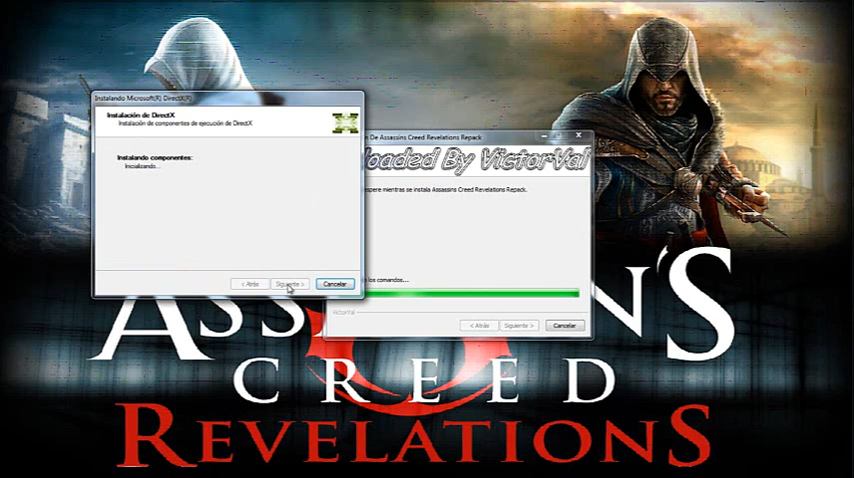 Instalando Microsoft(R) DirectX(R)
Instalación de DirectX
Instalación de componentes de ejecución de DirectX
Instalando componentes:
Inicializando...
< Atrás
Siguiente >
Cancelar
De Assassins Creed Revelations Repack
loaded By VictorVal
espere mientras se instala Assassins Creed Revelations Repack.
los comandos...
VictorVal
< Atrás
Siguiente >
Cancelar
CREED
REVELATIONS